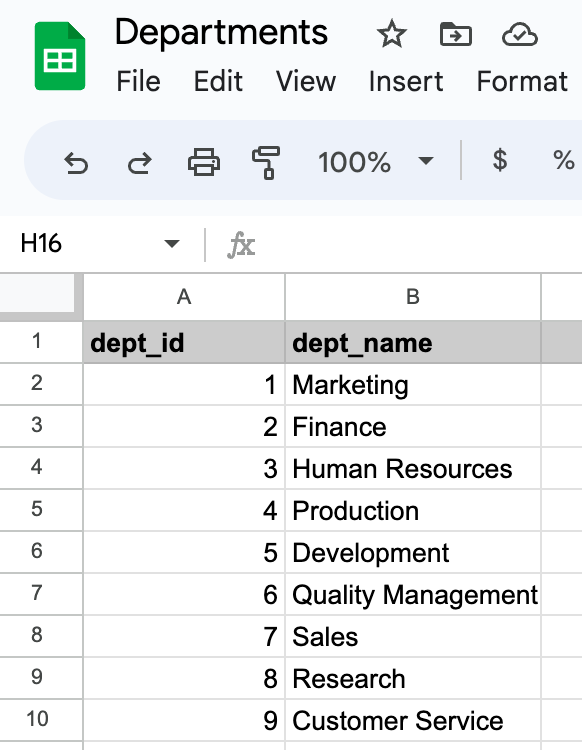 Departments
File Edit View Insert Format
100% $ %
H16 fx
A B
1 dept_id dept_name
2 1 Marketing
3 2 Finance
4 3 Human Resources
5 4 Production
6 5 Development
7 6 Quality Management
8 7 Sales
9 8 Research
10 9 Customer Service